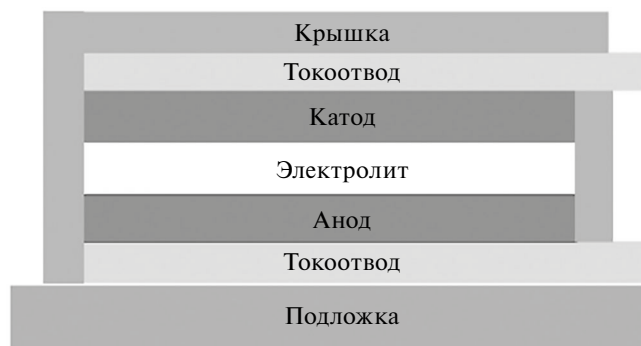 Крышка
Токоотвод
Катод
Электролит
Анод
Токоотвод
Подложка